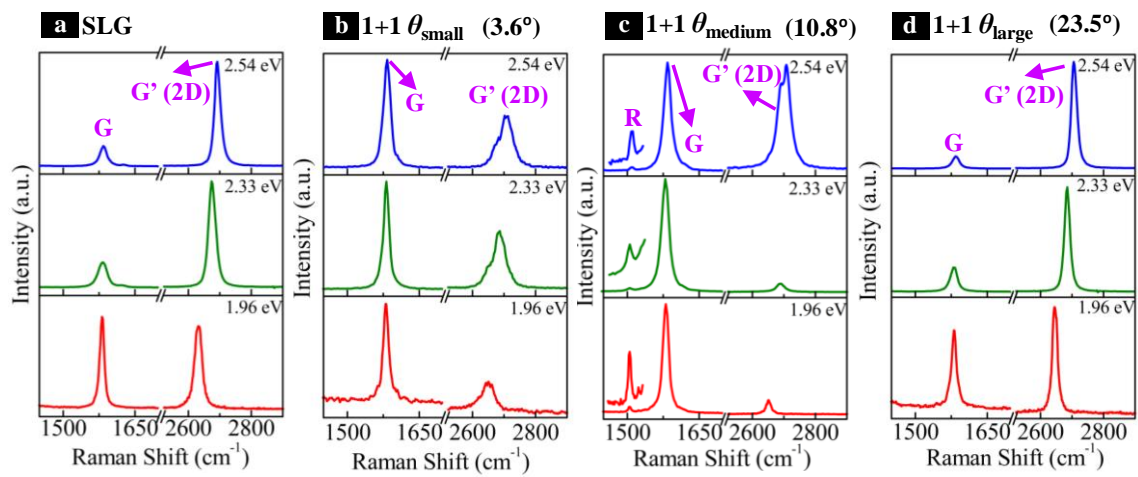 a SLG
2.54 eV
G' (2D)
G
2.33 eV
1.96 eV
Intensity (a.u.)
1500 1650 2600 2800
Raman Shift (cm⁻¹)
b 1+1 θsmall (3.6°)
2.54 eV
G
G' (2D)
2.33 eV
1.96 eV
Intensity (a.u.)
1500 1650 2600 2800
Raman Shift (cm⁻¹)
c 1+1 θmedium (10.8°)
2.54 eV
G' (2D)
R
G
2.33 eV
1.96 eV
Intensity (a.u.)
1500 1650 2600 2800
Raman Shift (cm⁻¹)
d 1+1 θlarge (23.5°)
2.54 eV
G' (2D)
G
2.33 eV
1.96 eV
Intensity (a.u.)
1500 1650 2600 2800
Raman Shift (cm⁻¹)